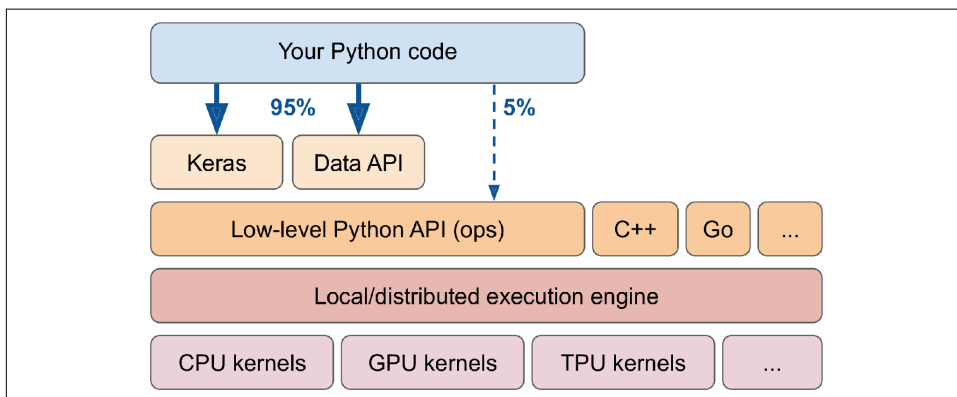 Your Python code
95%
5%
Keras
Data API
Low-level Python API (ops)
C++
Go
...
Local/distributed execution engine
CPU kernels
GPU kernels
TPU kernels
...